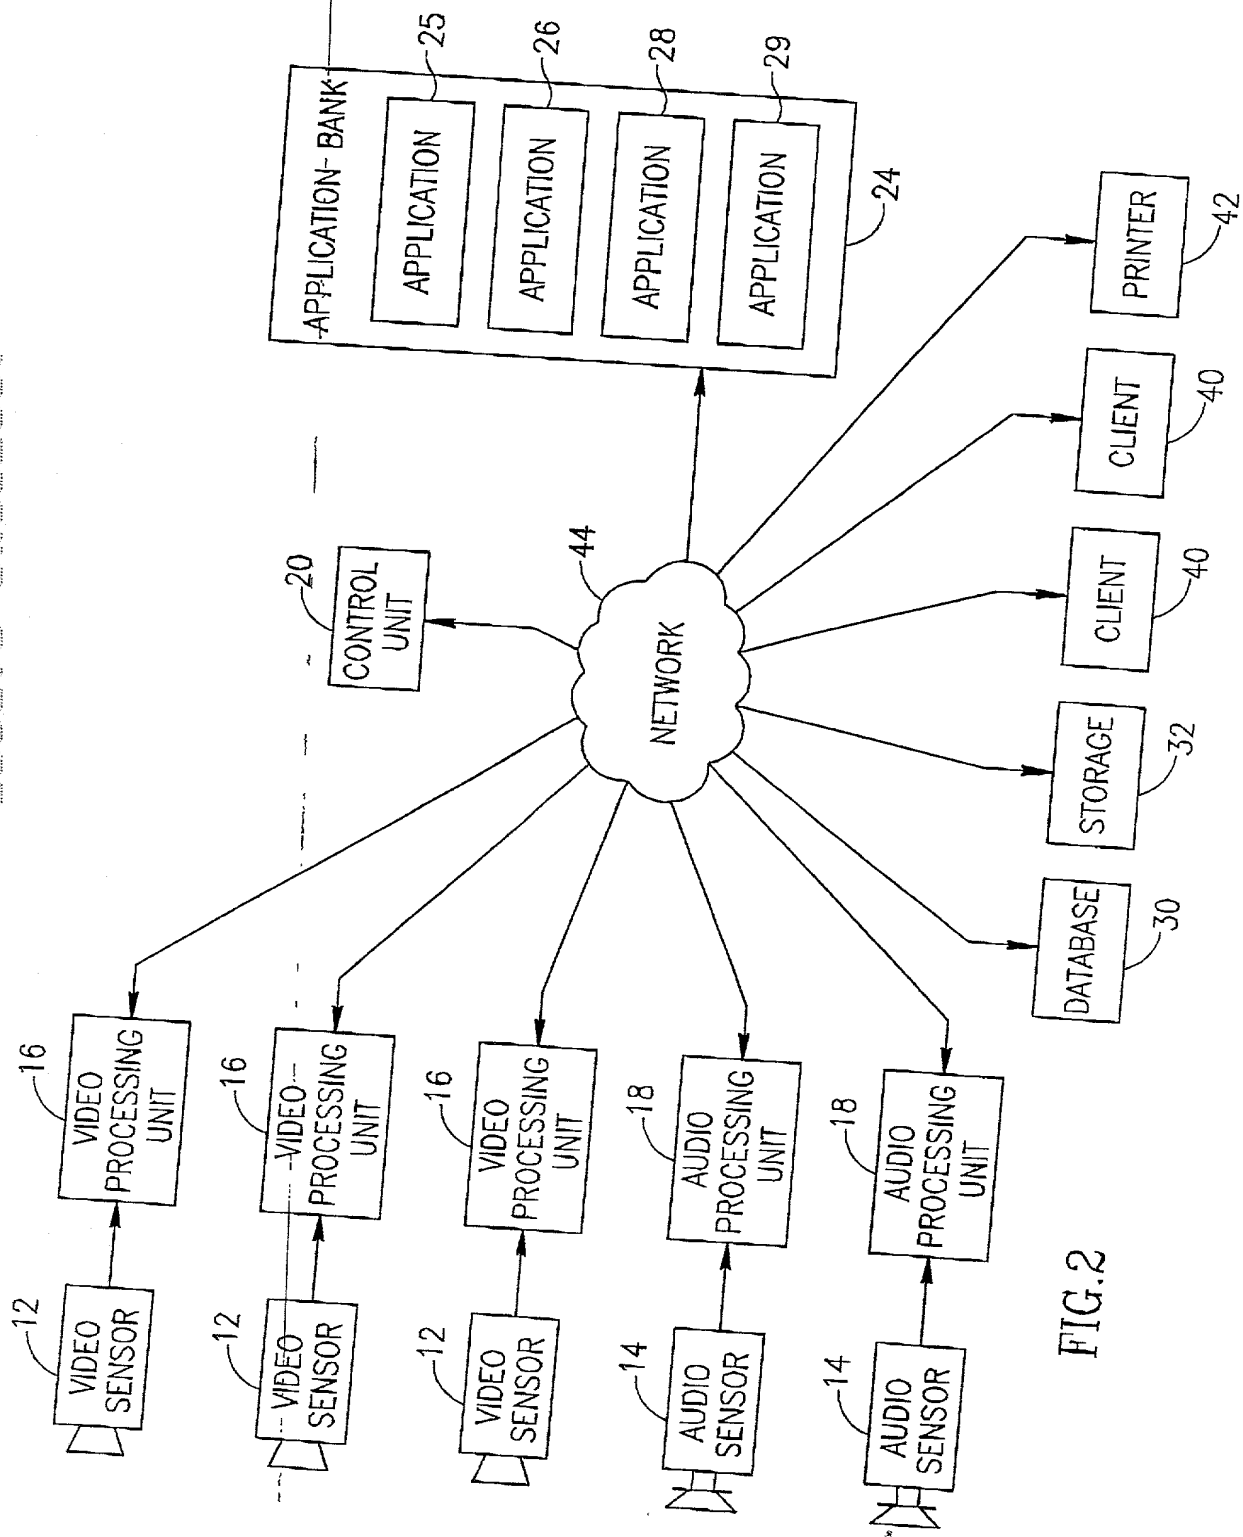 12
VIDEO
SENSOR
16
VIDEO
PROCESSING
UNIT
12
VIDEO
SENSOR
16
VIDEO
PROCESSING
UNIT
12
VIDEO
SENSOR
16
VIDEO
PROCESSING
UNIT
14
AUDIO
SENSOR
18
AUDIO
PROCESSING
UNIT
14
AUDIO
SENSOR
18
AUDIO
PROCESSING
UNIT
20
CONTROL
UNIT
NETWORK
44
APPLICATION BANK
APPLICATION
25
APPLICATION
26
APPLICATION
28
APPLICATION
29
24
DATABASE
30
STORAGE
32
CLIENT
40
CLIENT
40
PRINTER
42
FIG.2